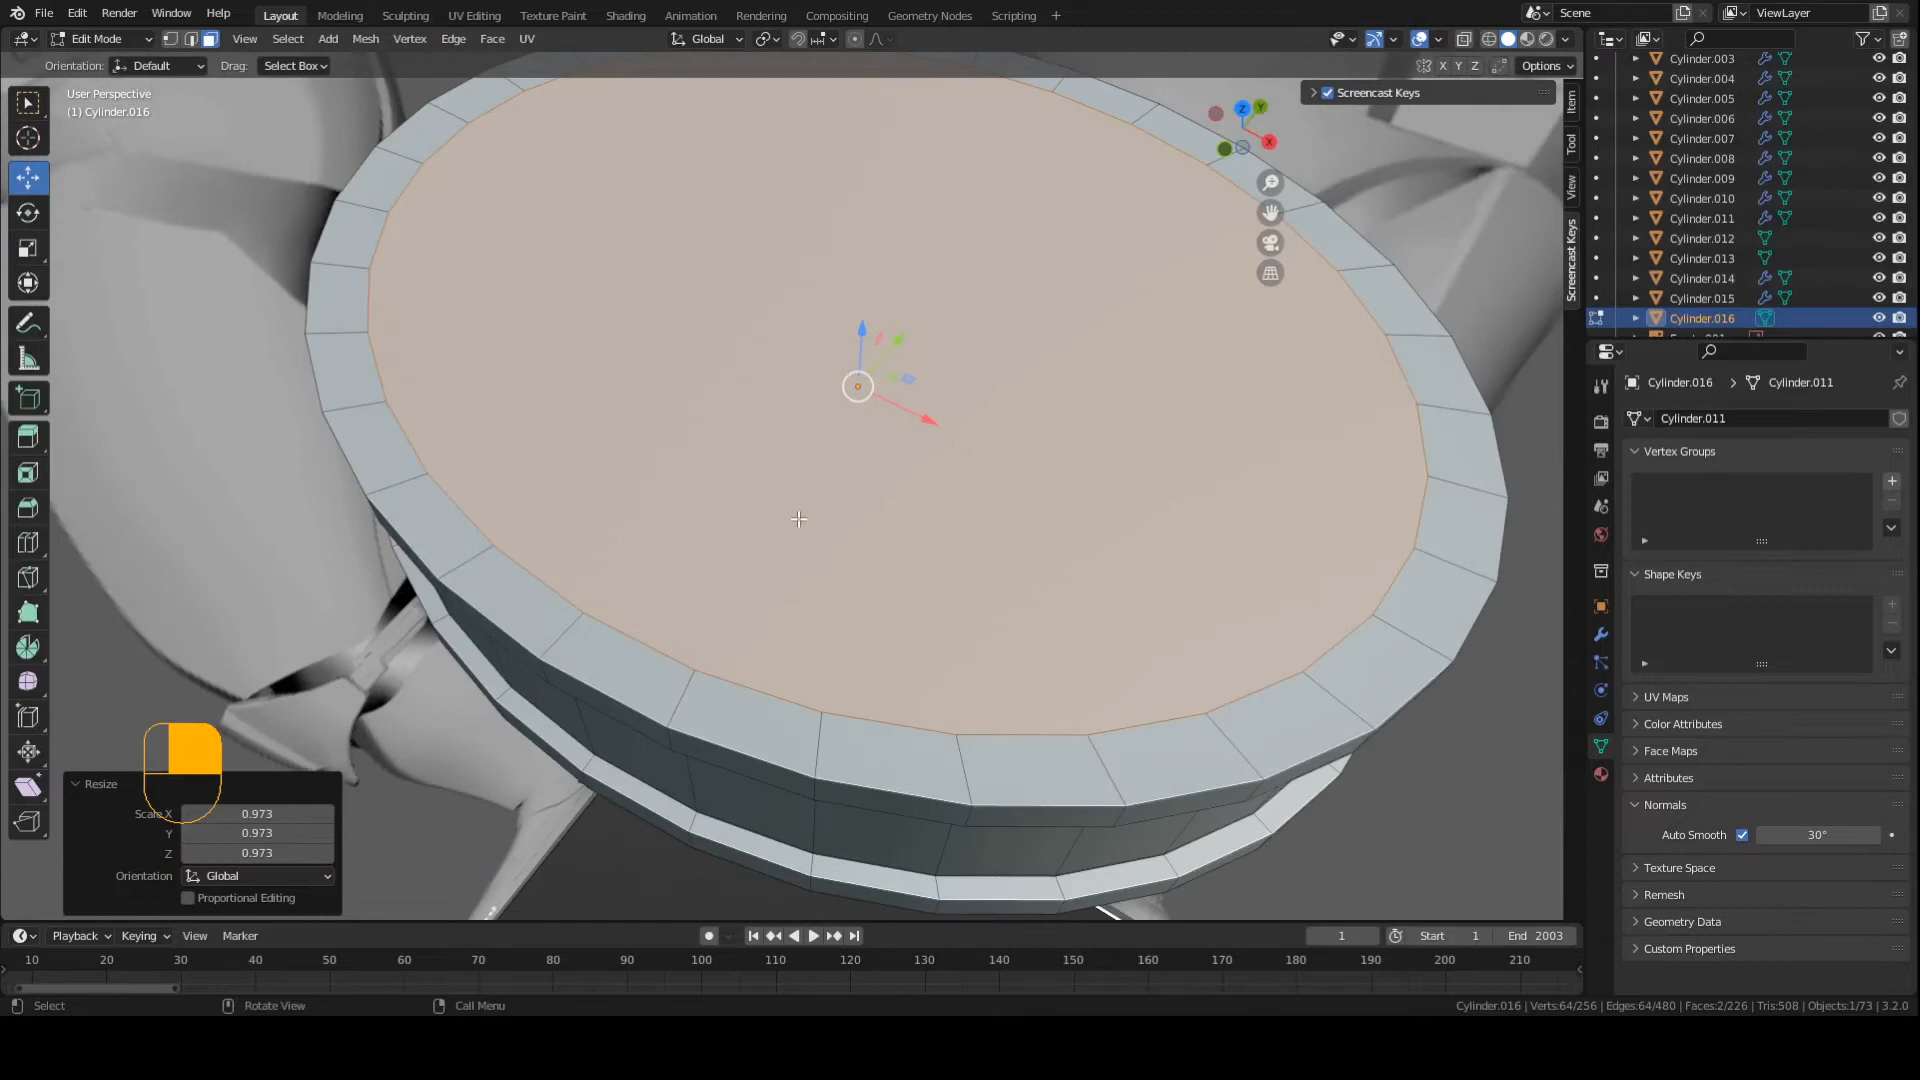 File Edit Render Window Help Layout Modeling Sculpting UV Editing Texture Paint Shading Animation Rendering Compositing Geometry Nodes Scripting + Scene ViewLayer
Edit Mode View Select Add Mesh Vertex Edge Face UV Global
Orientation: Default Drag: Select Box X Y Z Options
User Perspective
(1) Cylinder.016
Screencast Keys
Z Y X
Item
Tool
View
Screencast Keys
Cylinder.003
Cylinder.004
Cylinder.005
Cylinder.006
Cylinder.007
Cylinder.008
Cylinder.009
Cylinder.010
Cylinder.011
Cylinder.012
Cylinder.013
Cylinder.014
Cylinder.015
Cylinder.016
Cylinder.016 Cylinder.011
Cylinder.011
Vertex Groups
Shape Keys
UV Maps
Color Attributes
Face Maps
Attributes
Normals
Auto Smooth 30°
Texture Space
Remesh
Geometry Data
Custom Properties
Resize
Scale X 0.973
Y 0.973
Z 0.973
Orientation Global
Proportional Editing
Playback Keying View Marker 1 Start 1 End 2003
10 20 30 40 50 60 70 80 90 100 110 120 130 140 150 160 170 180 190 200 210
Select Rotate View Call Menu Cylinder.016 | Verts:64/256 | Edges:64/480 | Faces:2/226 | Tris:508 | Objects:1/73 | 3.2.0